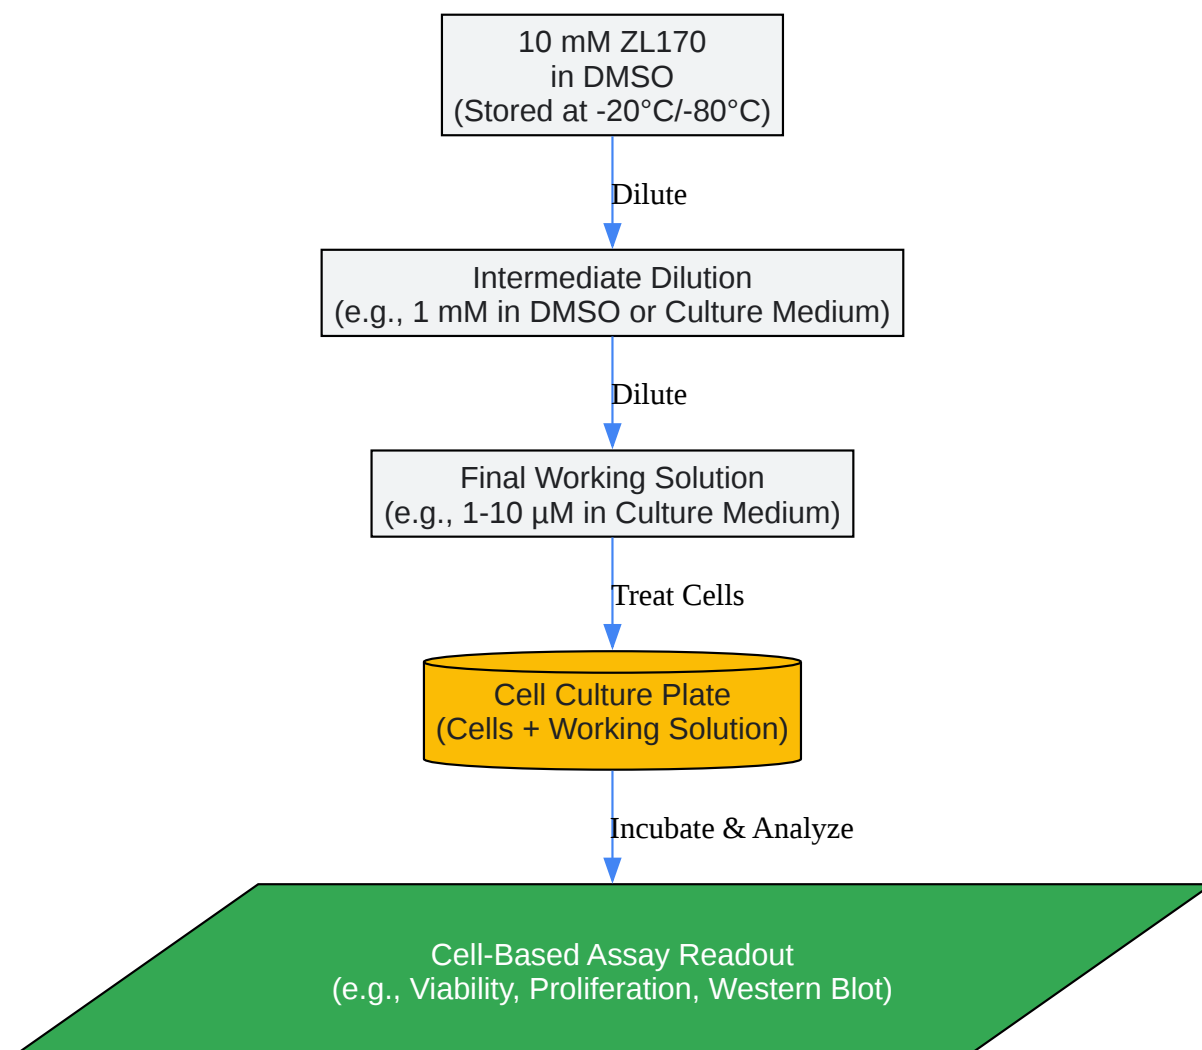 10 mM ZL170
in DMSO
(Stored at -20°C/-80°C)
Dilute
Intermediate Dilution
(e.g., 1 mM in DMSO or Culture Medium)
Dilute
Final Working Solution
(e.g., 1-10 µM in Culture Medium)
Treat Cells
Cell Culture Plate
(Cells + Working Solution)
Incubate & Analyze
Cell-Based Assay Readout
(e.g., Viability, Proliferation, Western Blot)